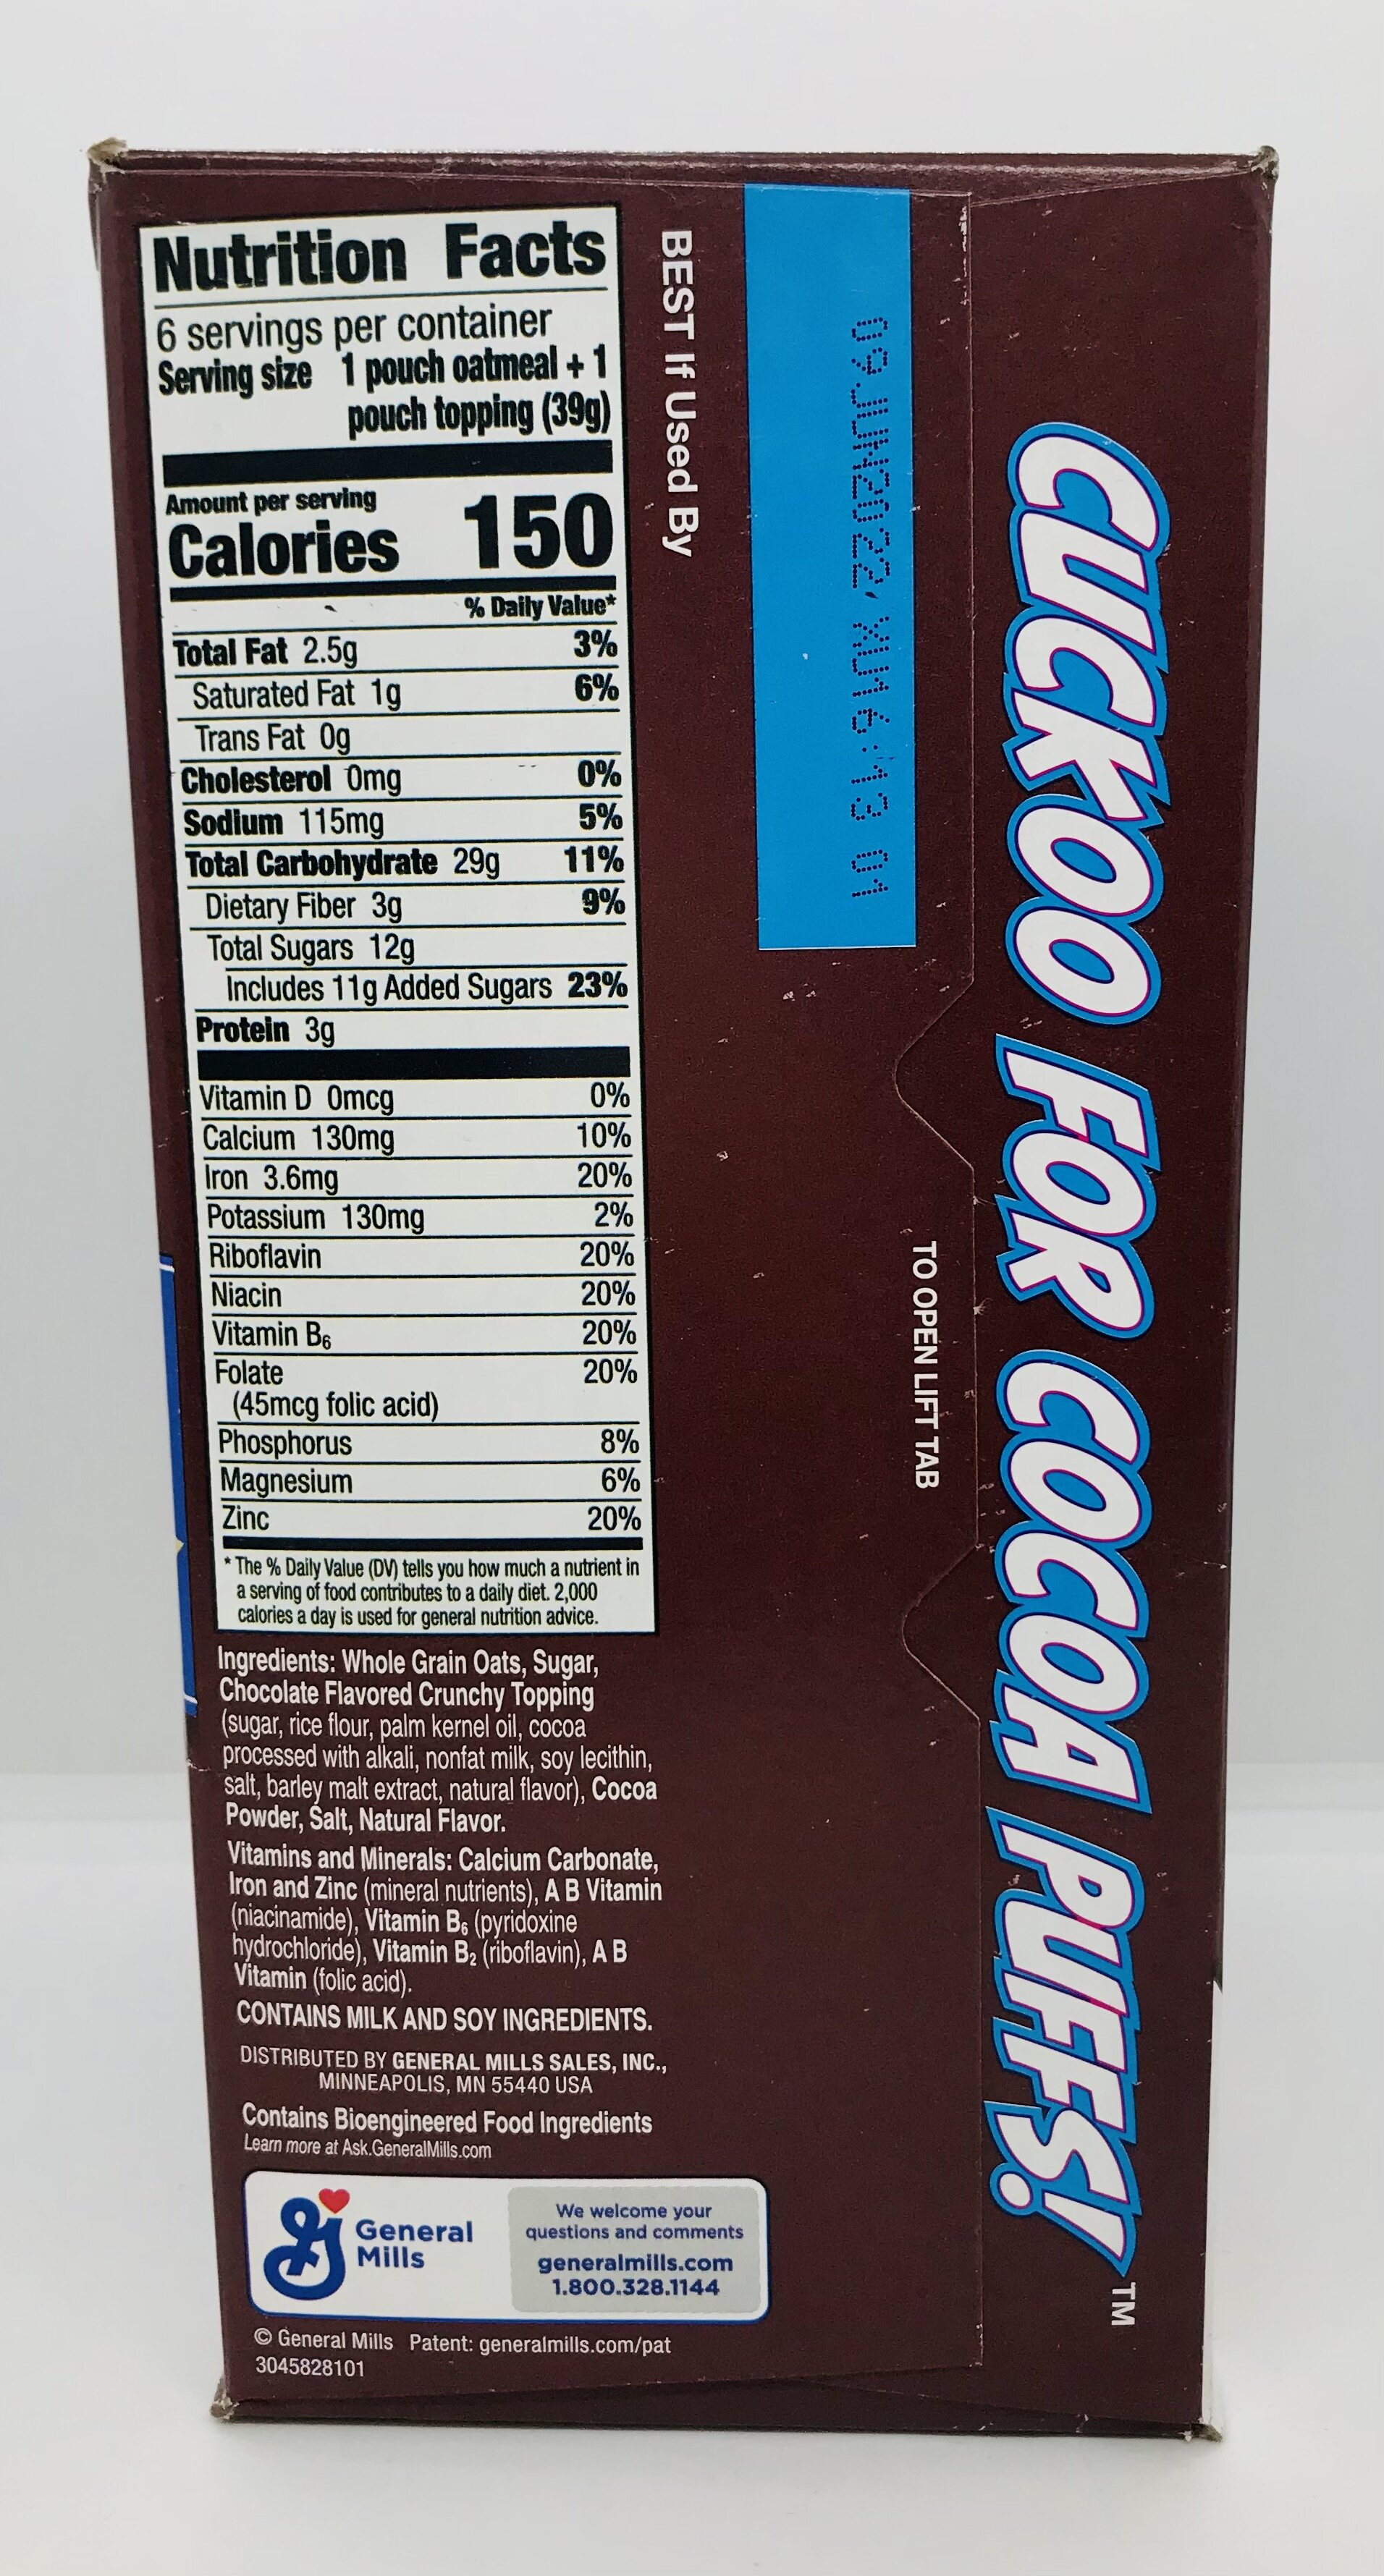 Nutrition Facts
6 servings per container
Serving size 1 pouch oatmeal + 1
pouch topping (39g)
Amount per serving
Calories 150
% Daily Value*
Total Fat 2.5g 3%
Saturated Fat 1g 6%
Trans Fat 0g
Cholesterol 0mg 0%
Sodium 115mg 5%
Total Carbohydrate 29g 11%
Dietary Fiber 3g 9%
Total Sugars 12g
Includes 11g Added Sugars 23%
Protein 3g
Vitamin D 0mcg 0%
Calcium 130mg 10%
Iron 3.6mg 20%
Potassium 130mg 2%
Riboflavin 20%
Niacin 20%
Vitamin B₆ 20%
Folate 20%
(45mcg folic acid)
Phosphorus 8%
Magnesium 6%
Zinc 20%
* The % Daily Value (DV) tells you how much a nutrient in
a serving of food contributes to a daily diet. 2,000
calories a day is used for general nutrition advice.
Ingredients: Whole Grain Oats, Sugar,
Chocolate Flavored Crunchy Topping
(sugar, rice flour, palm kernel oil, cocoa
processed with alkali, nonfat milk, soy lecithin,
salt, barley malt extract, natural flavor), Cocoa
Powder, Salt, Natural Flavor.
Vitamins and Minerals: Calcium Carbonate,
Iron and Zinc (mineral nutrients), A B Vitamin
(niacinamide), Vitamin B₆ (pyridoxine
hydrochloride), Vitamin B₂ (riboflavin), A B
Vitamin (folic acid).
CONTAINS MILK AND SOY INGREDIENTS.
DISTRIBUTED BY GENERAL MILLS SALES, INC.,
MINNEAPOLIS, MN 55440 USA
Contains Bioengineered Food Ingredients
Learn more at Ask.GeneralMills.com
General
Mills
We welcome your
questions and comments
generalmills.com
1.800.328.1144
© General Mills Patent: generalmills.com/pat
3045828101
BEST If Used By
TO OPEN LIFT TAB
CUCKOO FOR COCOA PUFFS!™